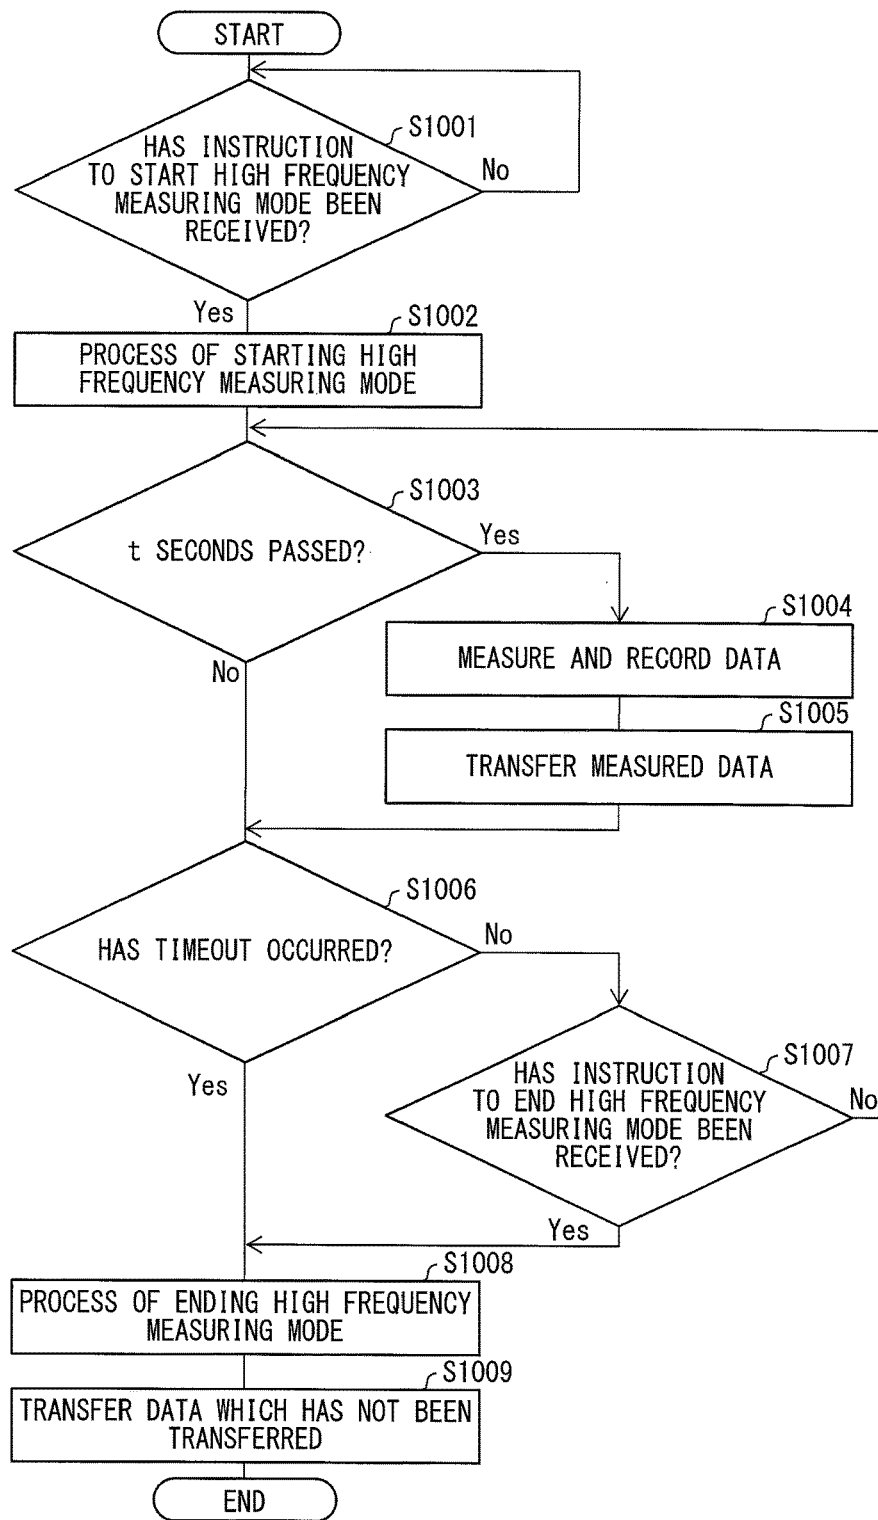 START
S1001
HAS INSTRUCTION
TO START HIGH FREQUENCY
MEASURING MODE BEEN
RECEIVED?
No
Yes
S1002
PROCESS OF STARTING HIGH
FREQUENCY MEASURING MODE
S1003
t SECONDS PASSED?
Yes
No
S1004
MEASURE AND RECORD DATA
S1005
TRANSFER MEASURED DATA
S1006
HAS TIMEOUT OCCURRED?
No
Yes
S1007
HAS INSTRUCTION
TO END HIGH FREQUENCY
MEASURING MODE BEEN
RECEIVED?
No
Yes
S1008
PROCESS OF ENDING HIGH FREQUENCY
MEASURING MODE
S1009
TRANSFER DATA WHICH HAS NOT BEEN
TRANSFERRED
END